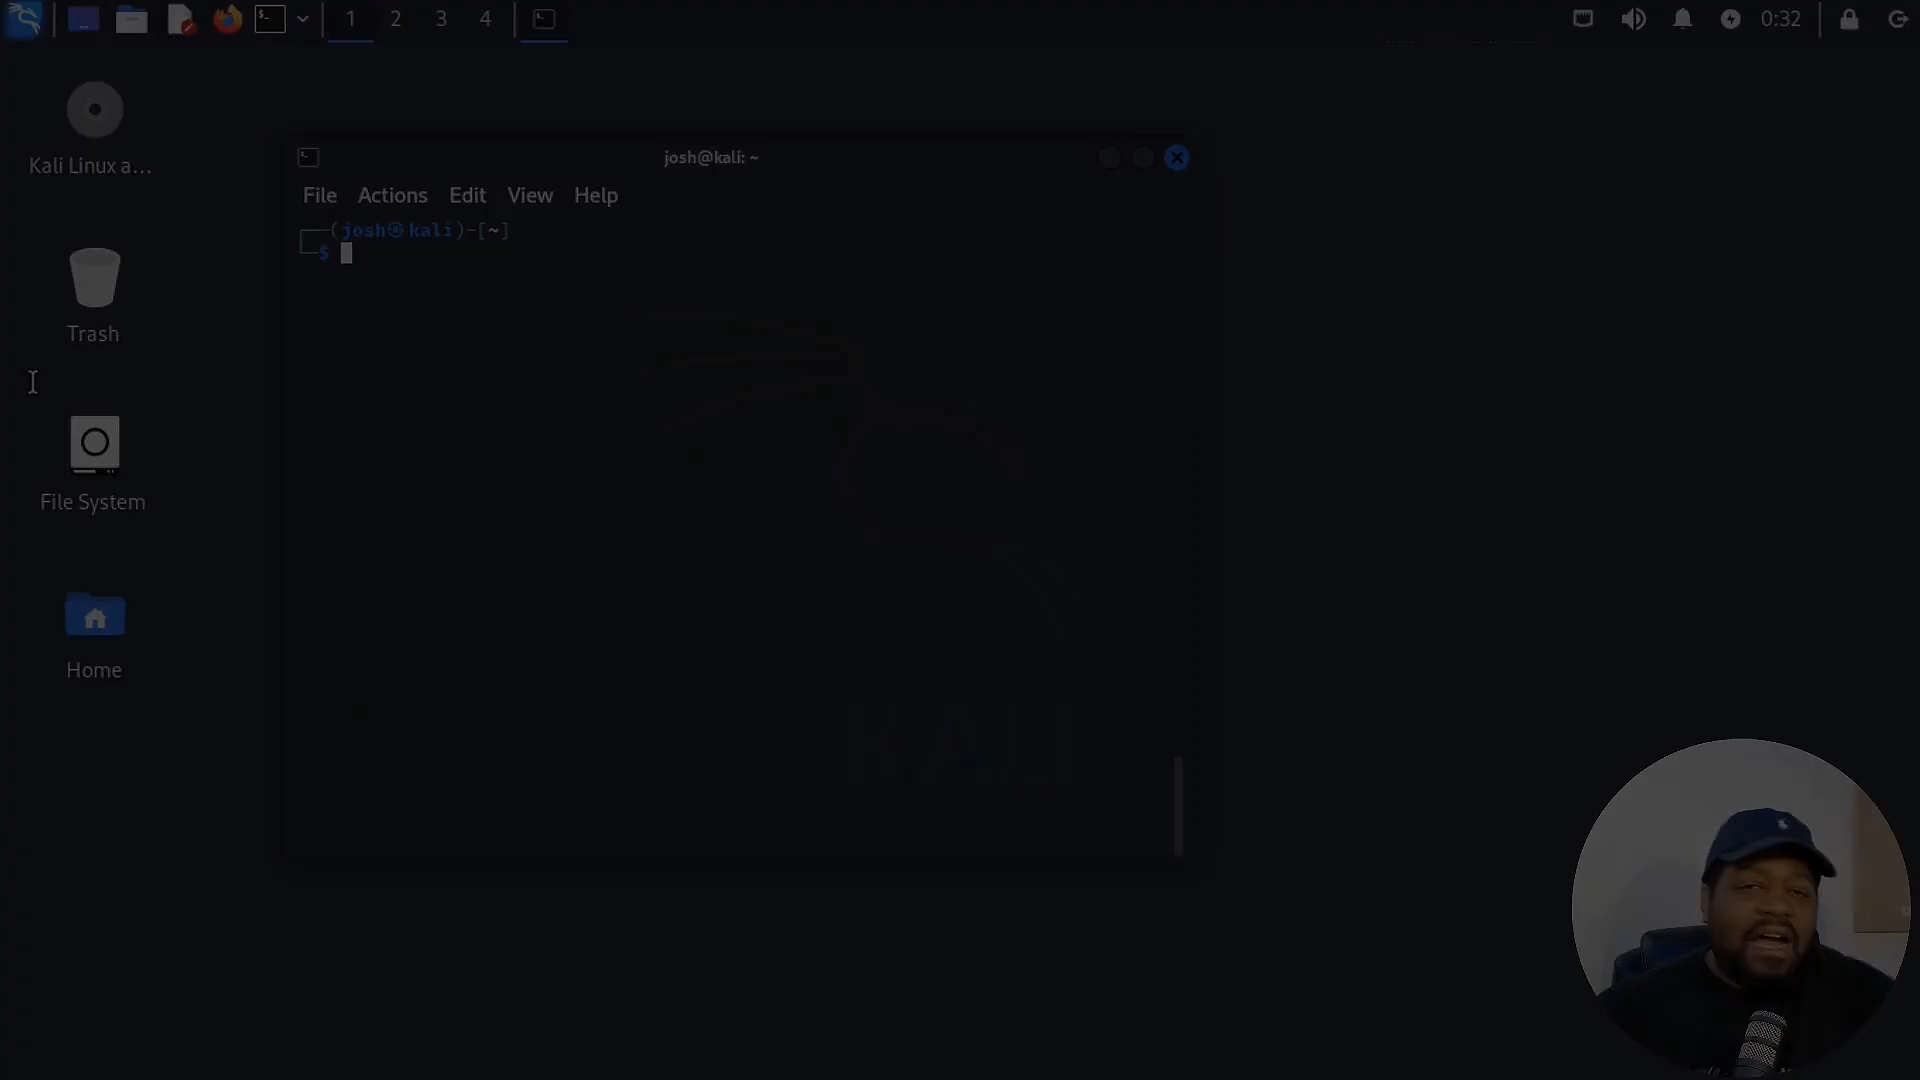 1 2 3 4
0:32
Kali Linux a...
Trash
File System
Home
josh@kali: ~
File Actions Edit View Help
┌──(josh㉿kali)-[~]
└─$
KALI